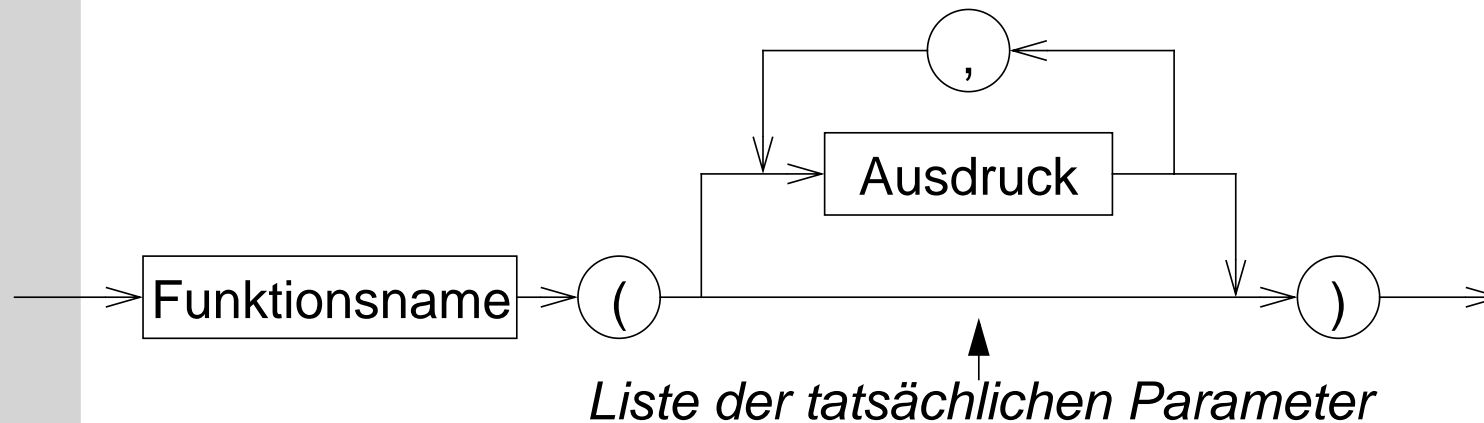 ,
Ausdruck
Funktionsname ( )
Liste der tatsächlichen Parameter